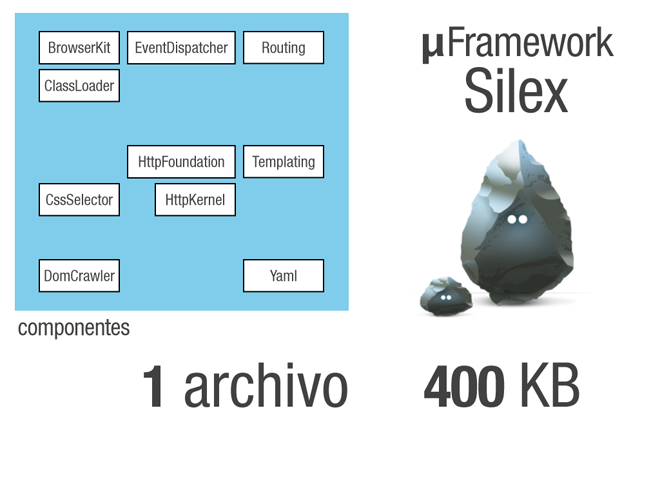 BrowserKit
EventDispatcher
Routing
ClassLoader
HttpFoundation
Templating
CssSelector
HttpKernel
DomCrawler
Yaml
componentes
µFramework
Silex
1 archivo
400 KB